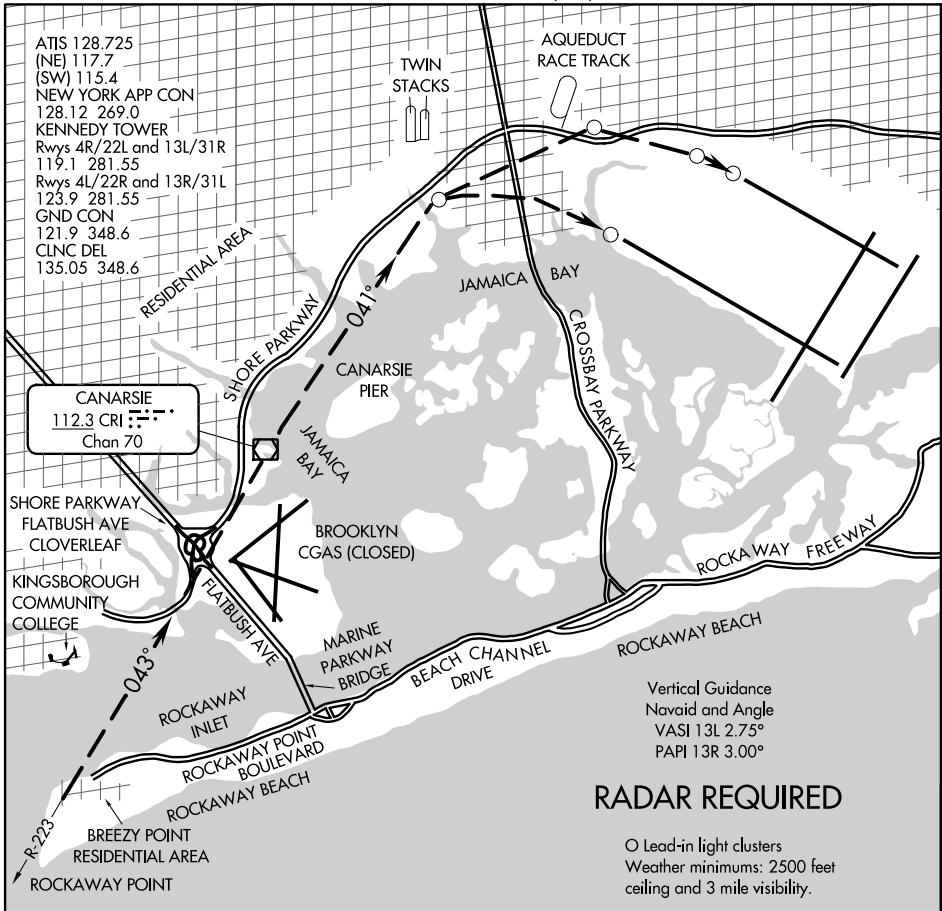 ATIS 128.725
(NE) 117.7
(SW) 115.4
NEW YORK APP CON
128.12 269.0
KENNEDY TOWER
Rwys 4R/22L and 13L/31R
119.1 281.55
Rwys 4L/22R and 13R/31L
123.9 281.55
GND CON
121.9 348.6
CLNC DEL
135.05 348.6
TWIN
STACKS
AQUEDUCT
RACE TRACK
RESIDENTIAL AREA
SHORE PARKWAY
041°
JAMAICA BAY
CROSSBAY PARKWAY
CANARSIE
PIER
CANARSIE
112.3 CRI
Chan 70
JAMAICA
BAY
SHORE PARKWAY
FLATBUSH AVE
CLOVERLEAF
BROOKLYN
CGAS (CLOSED)
KINGSBOROUGH
COMMUNITY
COLLEGE
FLATBUSH AVE
043°
MARINE
PARKWAY
BRIDGE
BEACH CHANNEL
DRIVE
ROCKAWAY FREEWAY
ROCKAWAY BEACH
ROCKAWAY
INLET
ROCKAWAY POINT
BOULEVARD
ROCKAWAY BEACH
R-223
BREEZY POINT
RESIDENTIAL AREA
ROCKAWAY POINT
Vertical Guidance
Navaid and Angle
VASI 13L 2.75°
PAPI 13R 3.00°
RADAR REQUIRED
O Lead-in light clusters
Weather minimums: 2500 feet
ceiling and 3 mile visibility.